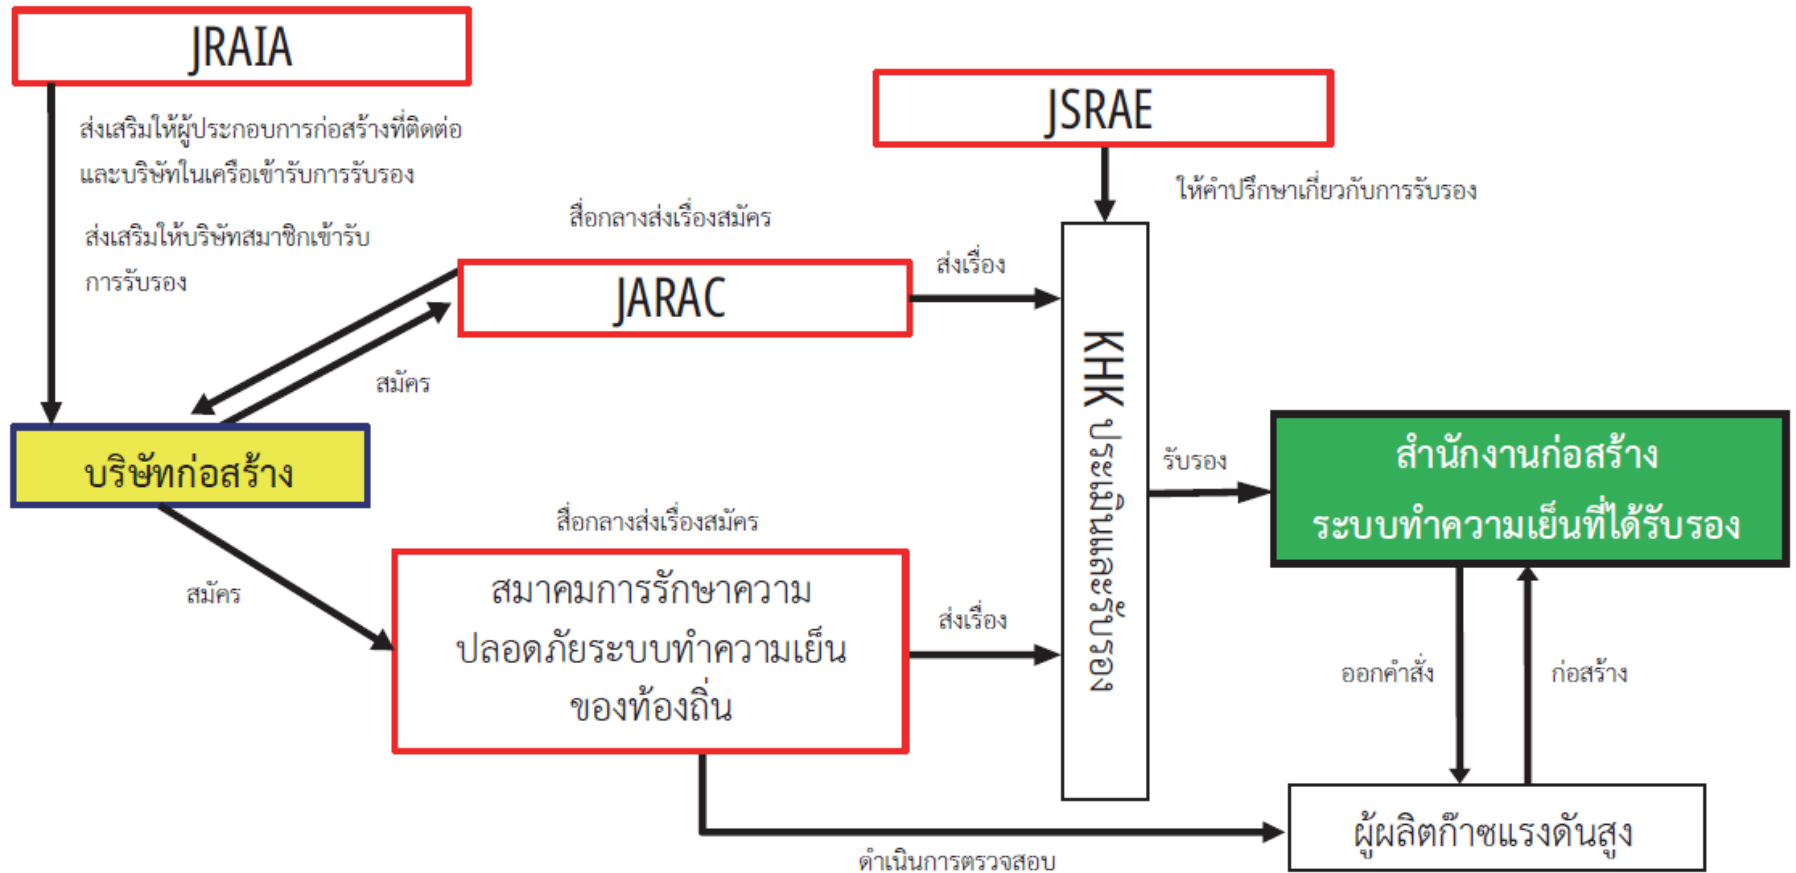 JRAIA
ส่งเสริมให้ผู้ประกอบการก่อสร้างที่ติดต่อ
และบริษัทในเครือเข้ารับการรับรอง
ส่งเสริมให้บริษัทสมาชิกเข้ารับ
การรับรอง
JSRAE
ให้คำปรึกษาเกี่ยวกับการรับรอง
สื่อกลางส่งเรื่องสมัคร
JARAC
ส่งเรื่อง
สมัคร
บริษัทก่อสร้าง
KHK ประเมินและรับรอง
รับรอง
สำนักงานก่อสร้าง
ระบบทำความเย็นที่ได้รับรอง
สื่อกลางส่งเรื่องสมัคร
สมัคร
สมาคมการรักษาความ
ปลอดภัยระบบทำความเย็น
ของท้องถิ่น
ส่งเรื่อง
ออกคำสั่ง
ก่อสร้าง
ผู้ผลิตก๊าซแรงดันสูง
ดำเนินการตรวจสอบ